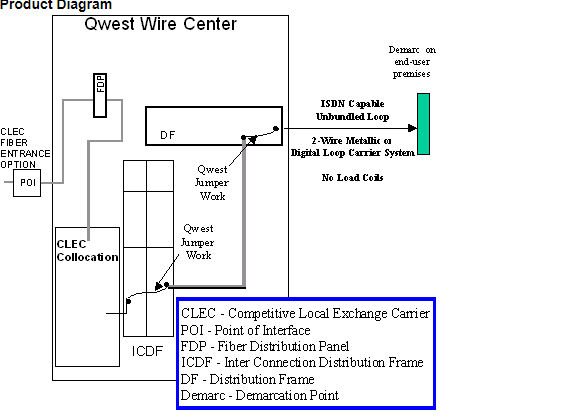 Product Diagram
Qwest Wire Center
Demarc on
end-user
premises
FDP
ISDN Capable
Unbundled Loop
DF
CLEC
FIBER
ENTRANCE
OPTION
2-Wire Metallic or
Digital Loop Carrier System
POI
Qwest
Jumper
Work
No Load Coils
Qwest
Jumper
Work
CLEC
Collocation
ICDF
CLEC - Competitive Local Exchange Carrier
POI - Point of Interface
FDP - Fiber Distribution Panel
ICDF - Inter Connection Distribution Frame
DF - Distribution Frame
Demarc - Demarcation Point